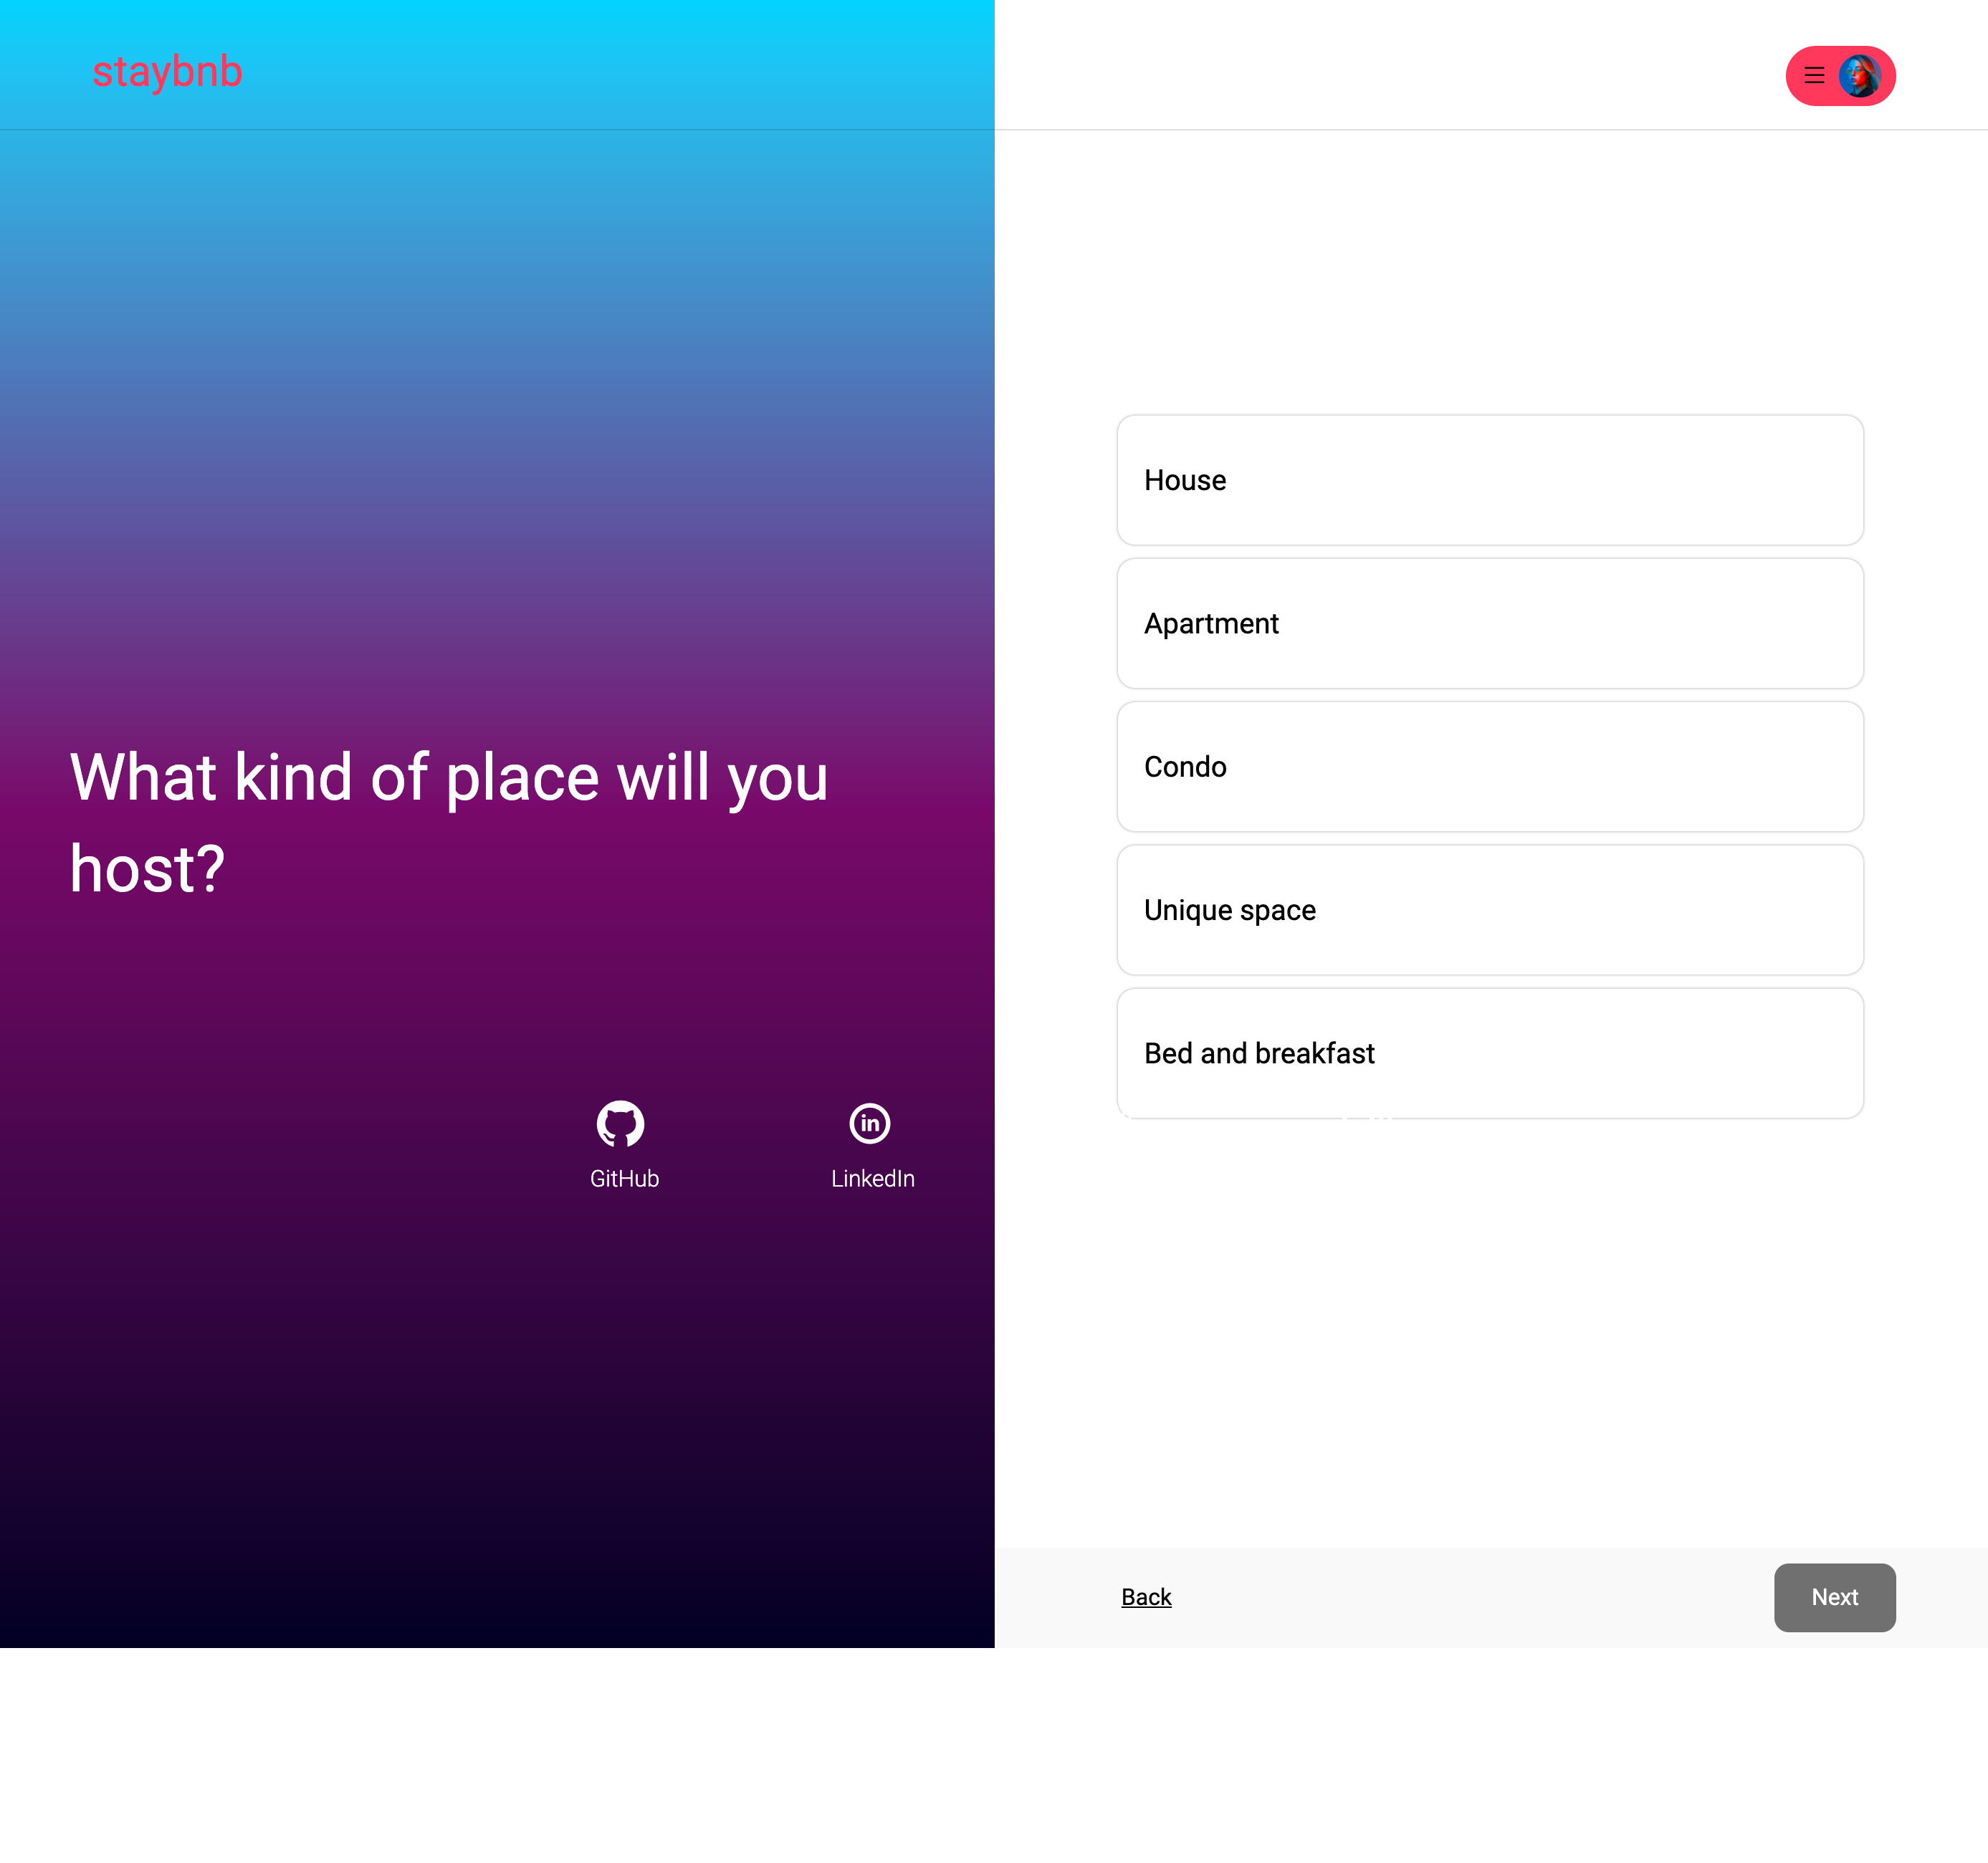 staybnb
What kind of place will you
host?
GitHub
LinkedIn
House
Apartment
Condo
Unique space
Bed and breakfast
Back
Next